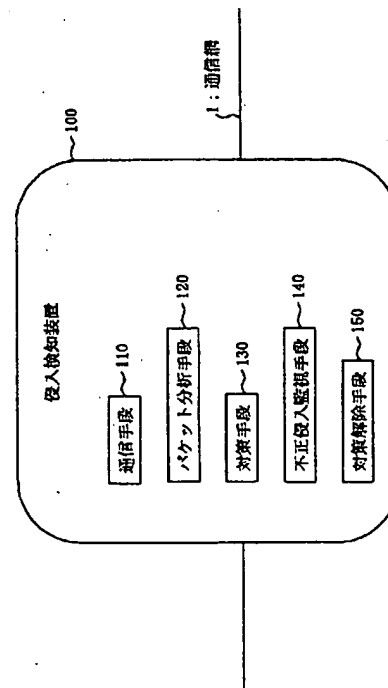 侵入検知装置
100
通信手段
110
パケット分析手段
120
対策手段
130
不正侵入監視手段
140
対策解除手段
150
1:通信網